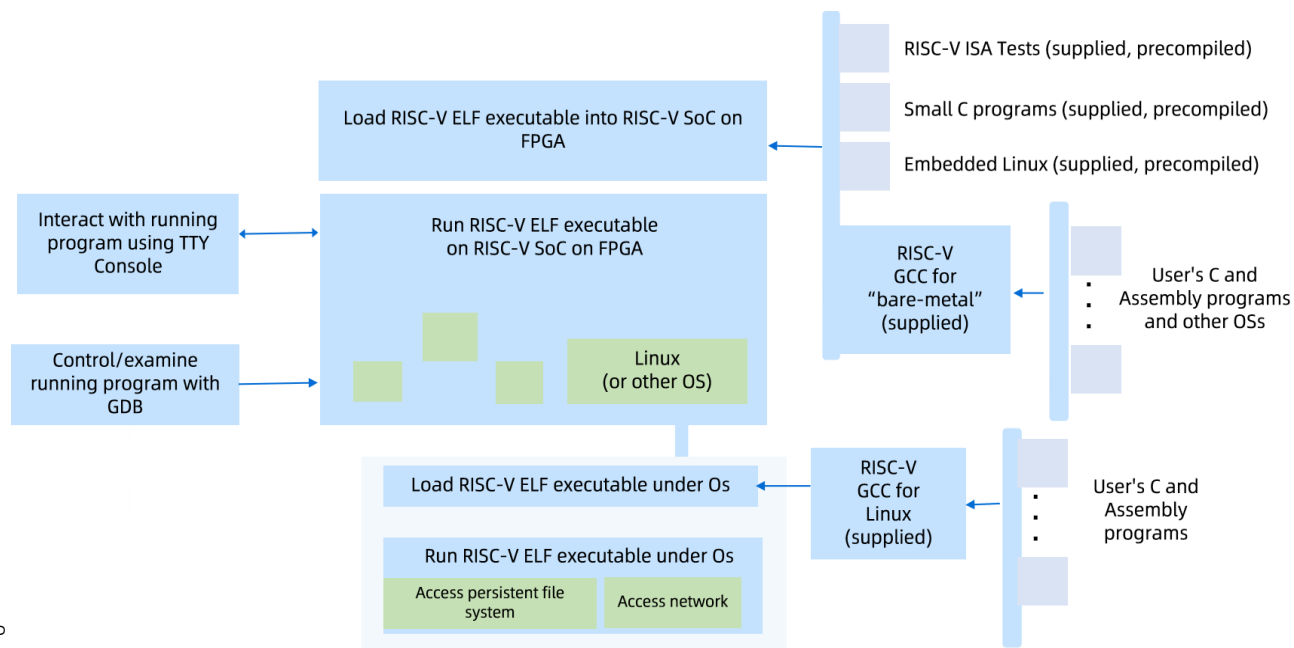 RISC-V ISA Tests (supplied, precompiled)
Small C programs (supplied, precompiled)
Embedded Linux (supplied, precompiled)
Load RISC-V ELF executable into RISC-V SoC on
FPGA
Interact with running
program using TTY
Console
Run RISC-V ELF executable
on RISC-V SoC on FPGA
Linux
(or other OS)
Control/examine
running program with
GDB
RISC-V
GCC for
“bare-metal”
(supplied)
User's C and
Assembly programs
and other OSs
Load RISC-V ELF executable under Os
Run RISC-V ELF executable under Os
Access persistent file
system
Access network
RISC-V
GCC for
Linux
(supplied)
User's C and
Assembly
programs